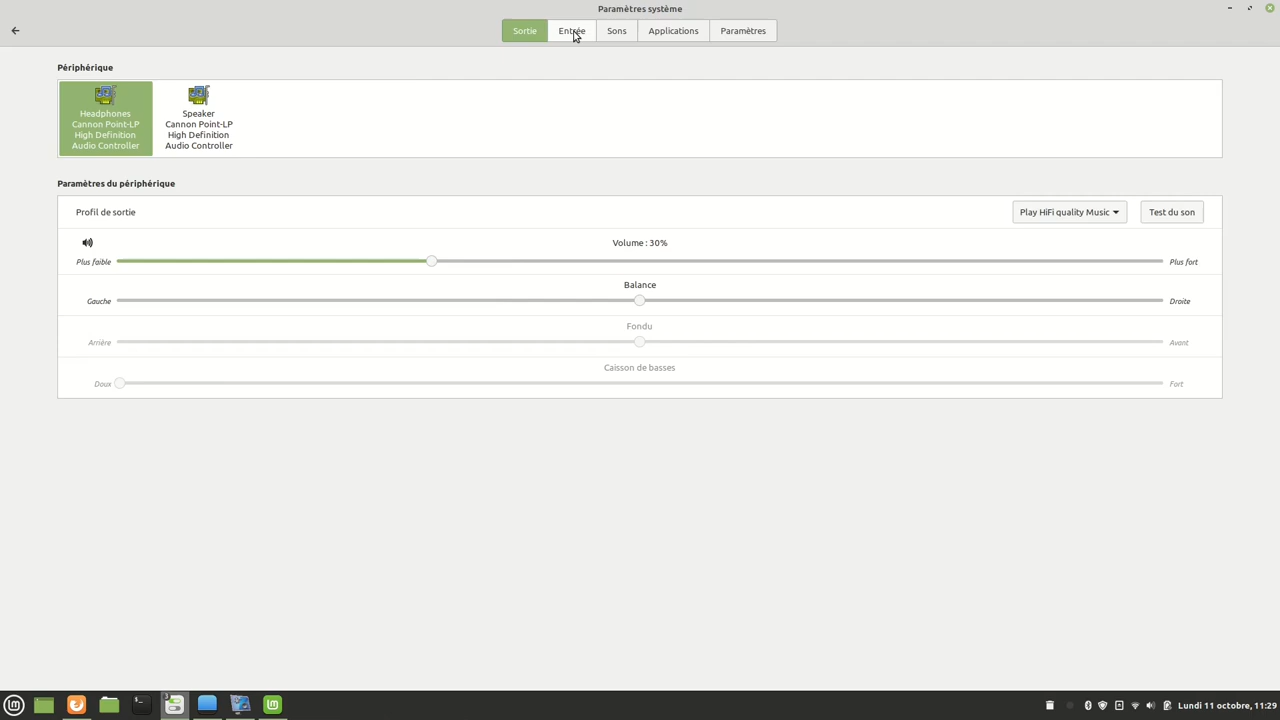 Paramètres système
Sortie
Entrée
Sons
Applications
Paramètres
Périphérique
Headphones
Cannon Point-LP
High Definition
Audio Controller
Speaker
Cannon Point-LP
High Definition
Audio Controller
Paramètres du périphérique
Profil de sortie
Play HiFi quality Music
Test du son
Volume : 30%
Plus faible
Plus fort
Balance
Gauche
Droite
Fondu
Arrière
Avant
Caisson de basses
Doux
Fort
Lundi 11 octobre, 11:29